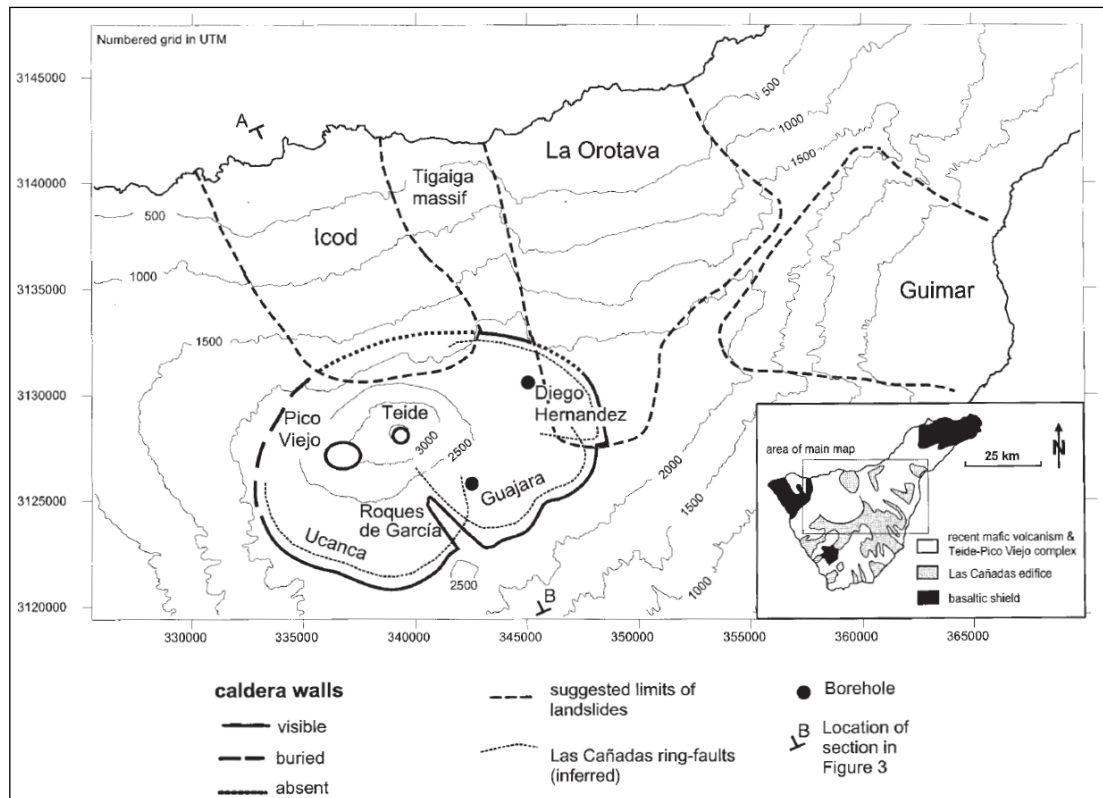 Numbered grid in UTM
3145000
3140000
3135000
3130000
3125000
3120000
330000
335000
340000
345000
350000
355000
360000
365000
A
La Orotava
Tigaiga
massif
Icod
Guimar
500
1000
1500
500
1000
1500
Diego
Hernandez
Pico
Viejo
Teide
3000
2500
Guajara
Roques
de García
Ucanca
2500
2000
1500
1000
B
area of main map
25 km
N
recent mafic volcanism &
Teide-Pico Viejo complex
Las Cañadas edifice
basaltic shield
caldera walls
visible
buried
absent
suggested limits of
landslides
Las Cañadas ring-faults
(inferred)
Borehole
B
Location of
section in
Figure 3